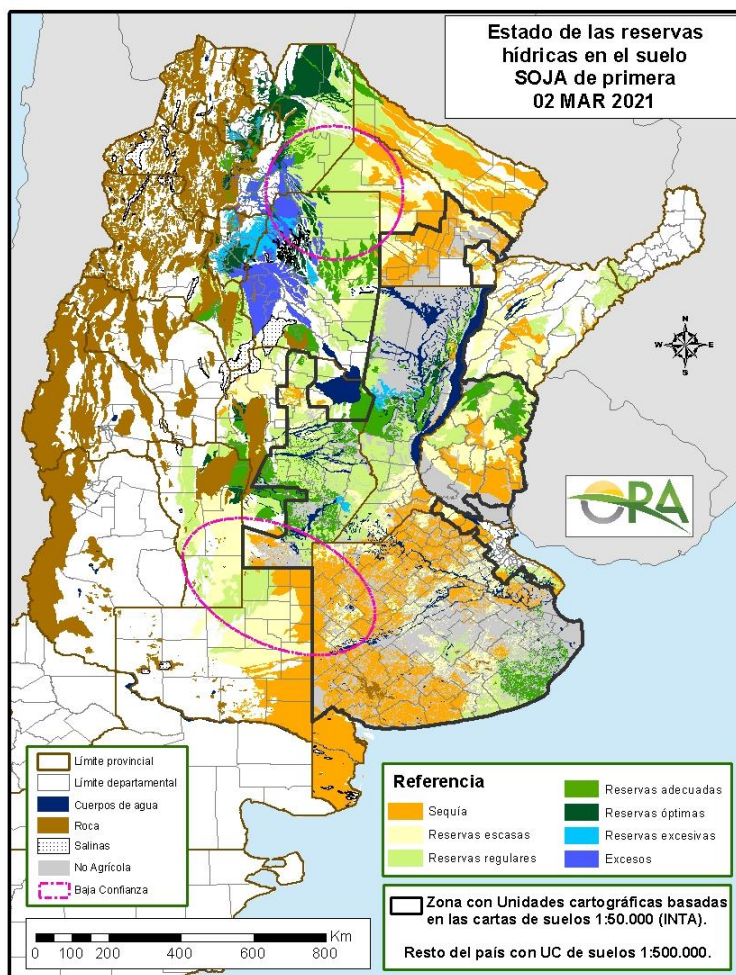 Estado de las reservas
hídricas en el suelo
SOJA de primera
02 MAR 2021
N
W
E
S
ORA
Límite provincial
Límite departamental
Cuerpos de agua
Roca
Salinas
No Agrícola
Baja Confianza
Referencia
Sequía
Reservas escasas
Reservas regulares
Reservas adecuadas
Reservas óptimas
Reservas excesivas
Excesos
Zona con Unidades cartográficas basadas
en las cartas de suelos 1:50.000 (INTA).
Resto del país con UC de suelos 1:500.000.
Km
0 100 200 400 600 800